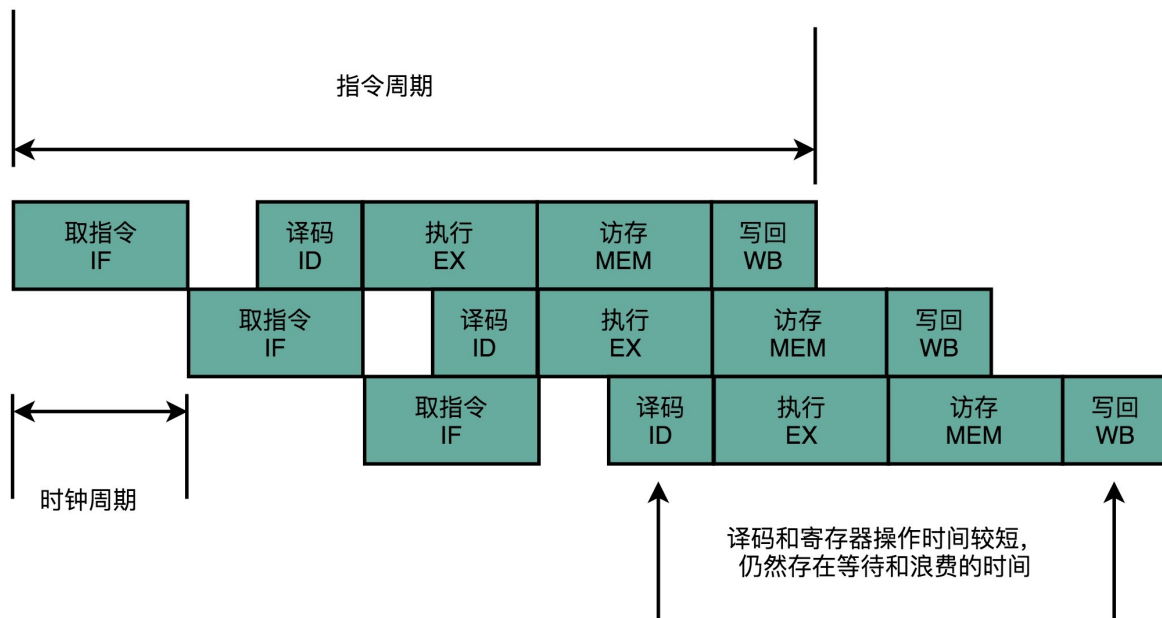 指令周期
取指令
IF
译码
ID
执行
EX
访存
MEM
写回
WB
取指令
IF
译码
ID
执行
EX
访存
MEM
写回
WB
取指令
IF
译码
ID
执行
EX
访存
MEM
写回
WB
时钟周期
译码和寄存器操作时间较短，
仍然存在等待和浪费的时间